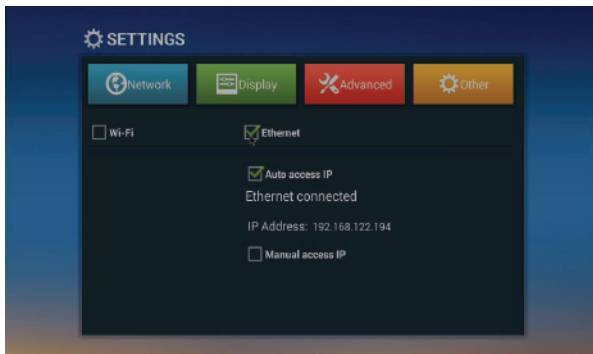 SETTINGS
Network Display Advanced Other
Wi-Fi Ethernet
Auto access IP
Ethernet connected
IP Address: 192.168.122.194
Manual access IP